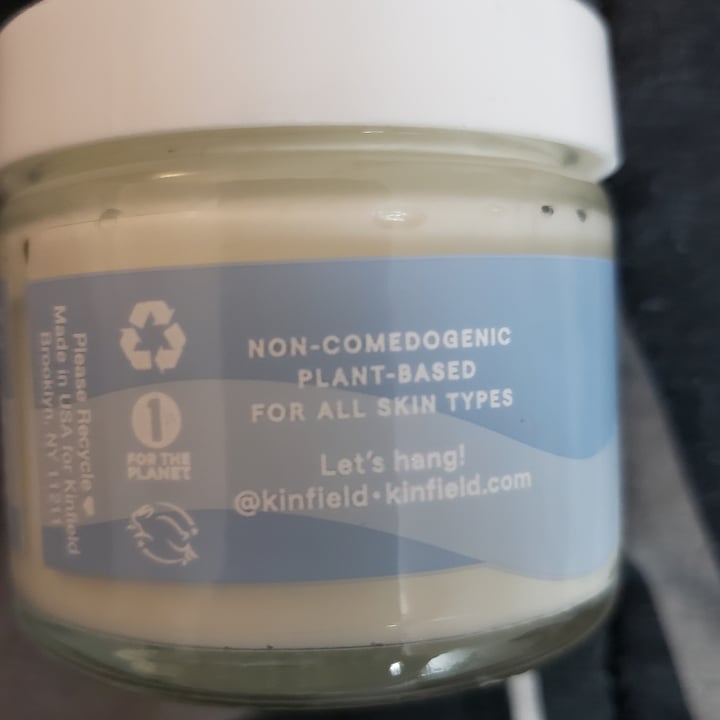 Please Recycle ♥
Made in USA for Kinfield
Brooklyn, NY 11211
1
FOR THE
PLANET
NON-COMEDOGENIC
PLANT-BASED
FOR ALL SKIN TYPES
Let's hang!
@kinfield•kinfield.com